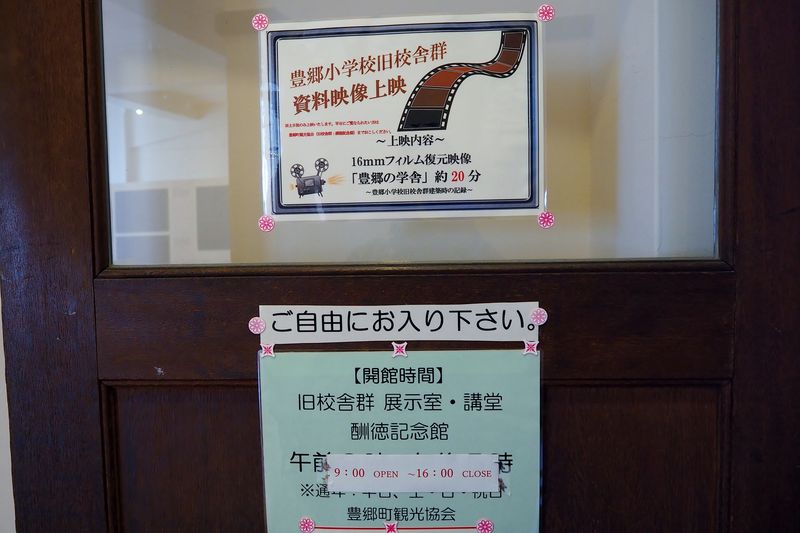 豊郷小学校旧校舎群
資料映像上映
～上映内容～
16mmフィルム復元映像
「豊郷の学舎」約20分
～豊郷小学校旧校舎群建築時の記録～
ご自由にお入り下さい。
【開館時間】
旧校舎群 展示室・講堂
酬徳記念館
午前 時
9：00 OPEN ～16：00 CLOSE
豊郷町観光協会